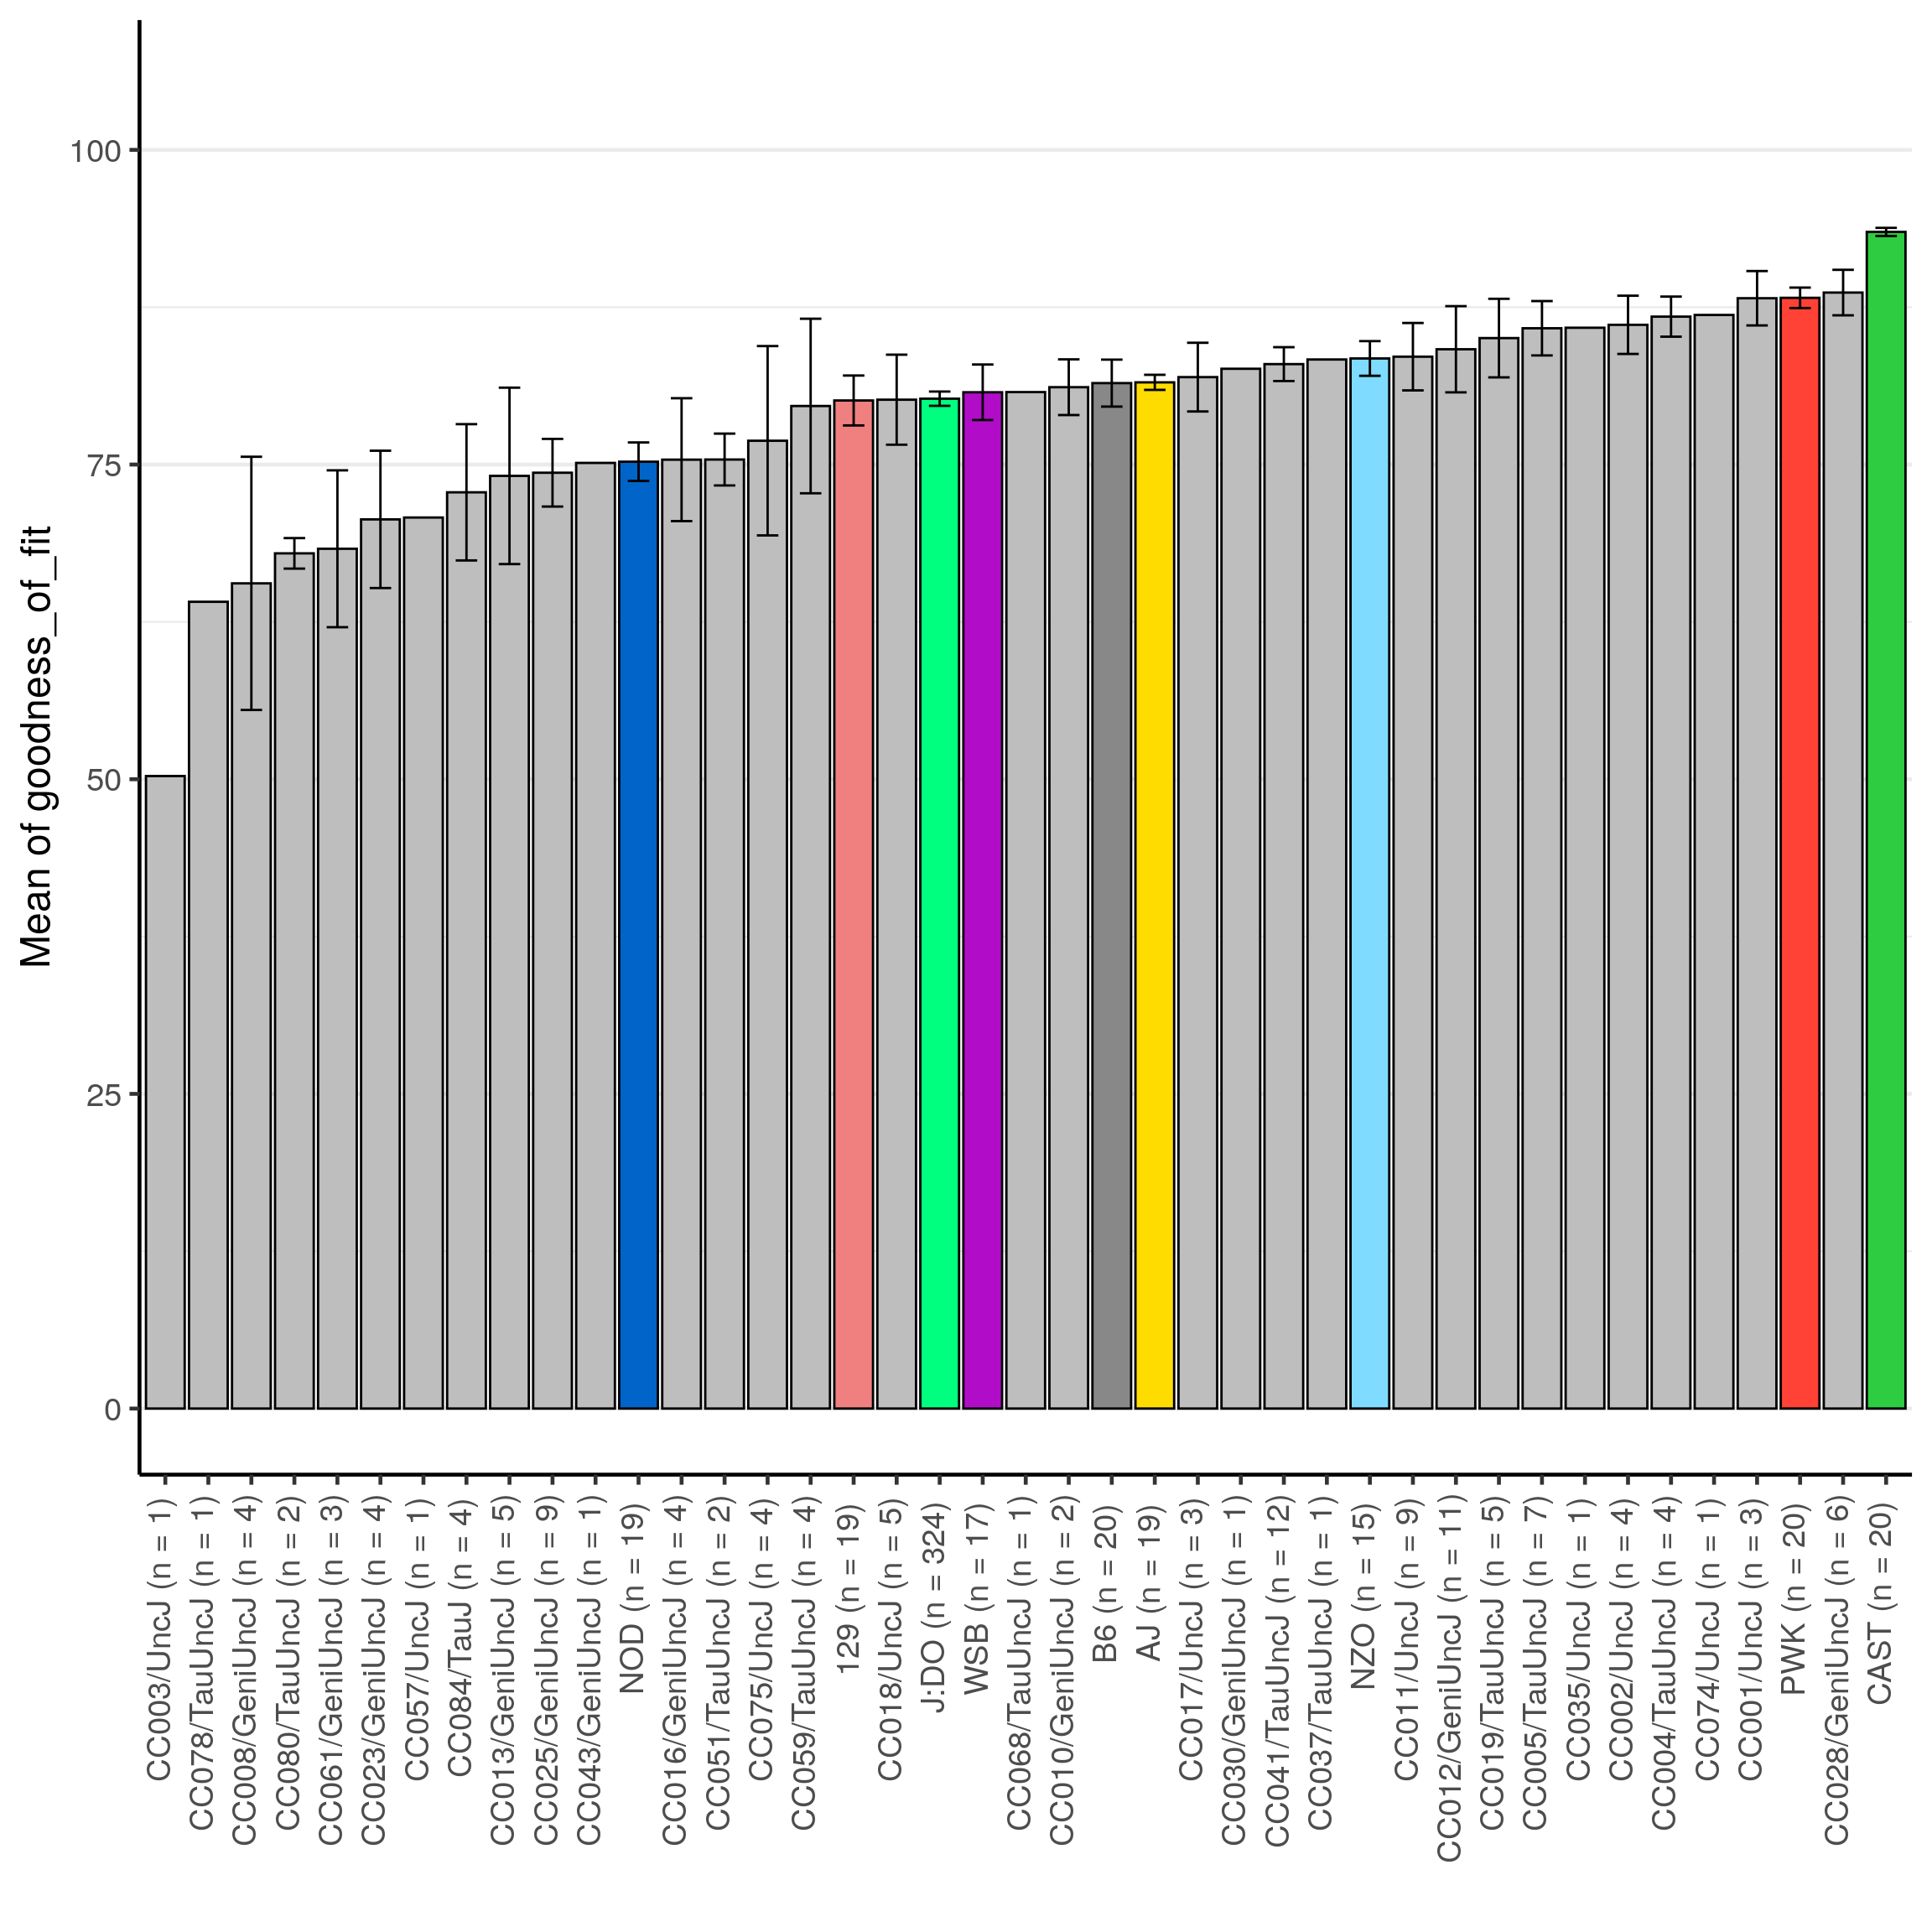 Mean of goodness_of_fit
100
75
50
25
0
CC003/UncJ (n = 1)
CC078/TauUncJ (n = 1)
CC008/GeniUncJ (n = 4)
CC080/TauUncJ (n = 2)
CC061/GeniUncJ (n = 3)
CC023/GeniUncJ (n = 4)
CC057/UncJ (n = 1)
CC084/TauJ (n = 4)
CC013/GeniUncJ (n = 5)
CC025/GeniUncJ (n = 9)
CC043/GeniUncJ (n = 1)
NOD (n = 19)
CC016/GeniUncJ (n = 4)
CC051/TauUncJ (n = 2)
CC075/UncJ (n = 4)
CC059/TauUncJ (n = 4)
129 (n = 19)
CC018/UncJ (n = 5)
J:DO (n = 324)
WSB (n = 17)
CC068/TauUncJ (n = 1)
CC010/GeniUncJ (n = 2)
B6 (n = 20)
AJ (n = 19)
CC017/UncJ (n = 3)
CC030/GeniUncJ (n = 1)
CC041/TauUncJ (n = 12)
CC037/TauUncJ (n = 1)
NZO (n = 15)
CC011/UncJ (n = 9)
CC012/GeniUncJ (n = 11)
CC019/TauUncJ (n = 5)
CC005/TauUncJ (n = 7)
CC035/UncJ (n = 1)
CC002/UncJ (n = 4)
CC004/TauUncJ (n = 4)
CC074/UncJ (n = 1)
CC001/UncJ (n = 3)
PWK (n = 20)
CC028/GeniUncJ (n = 6)
CAST (n = 20)